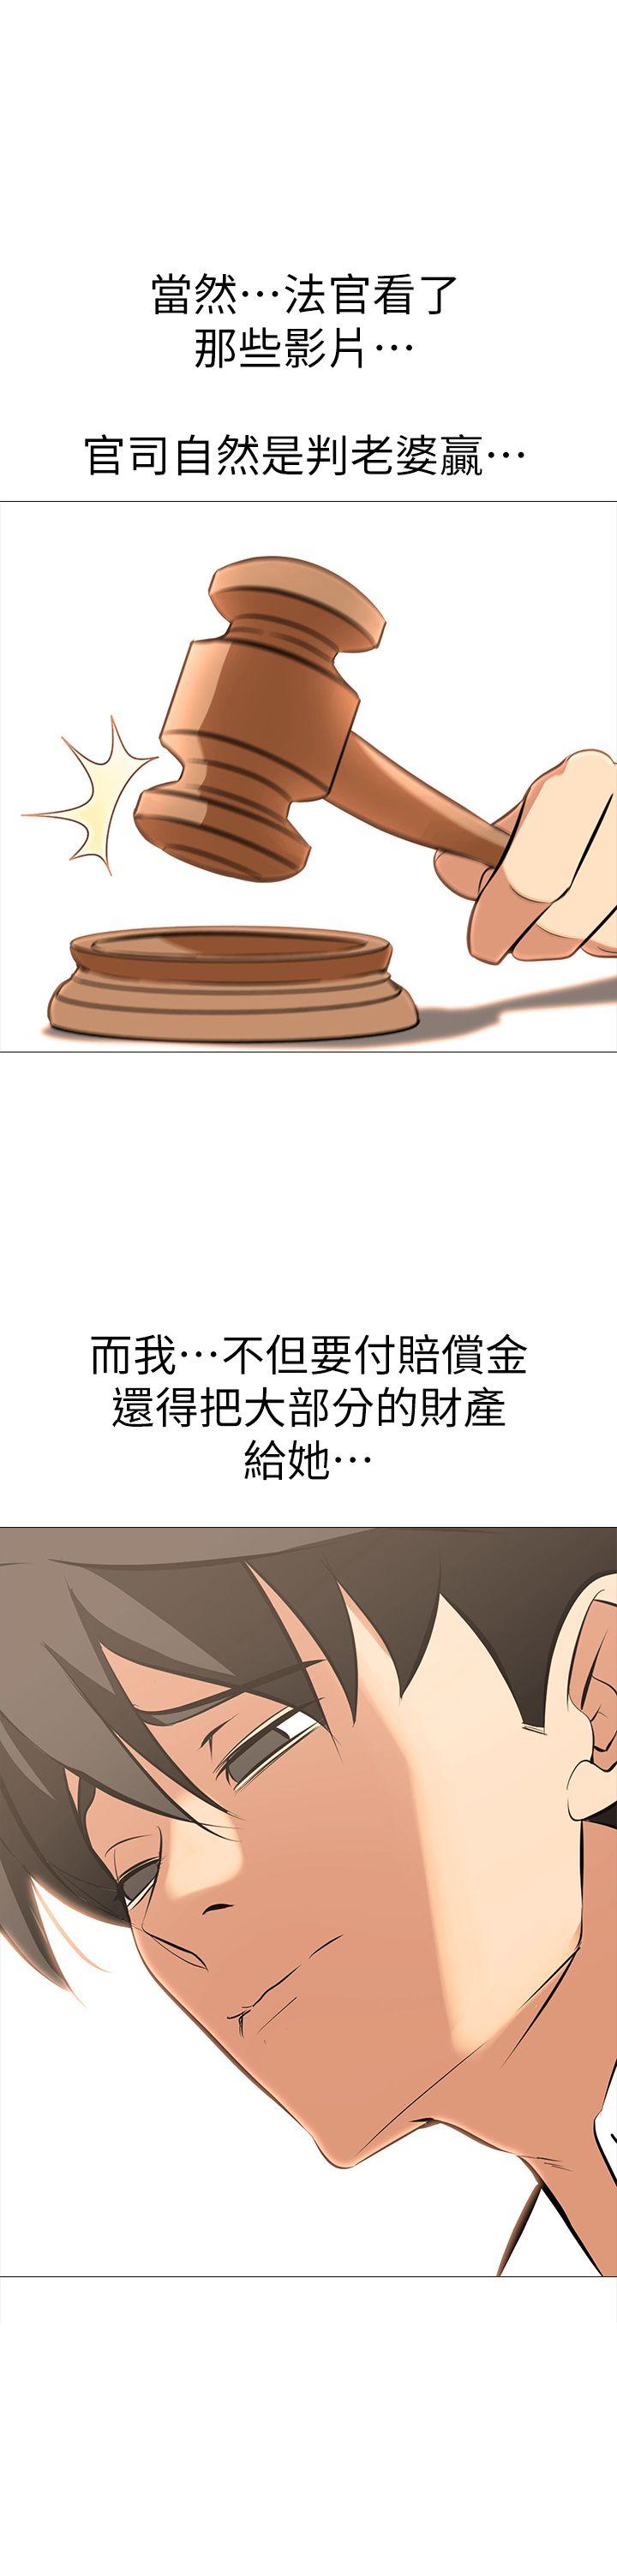 當然⋯法官看了
那些影片⋯
官司自然是判老婆贏⋯
而我⋯不但要付賠償金
還得把大部分的財產
給她⋯